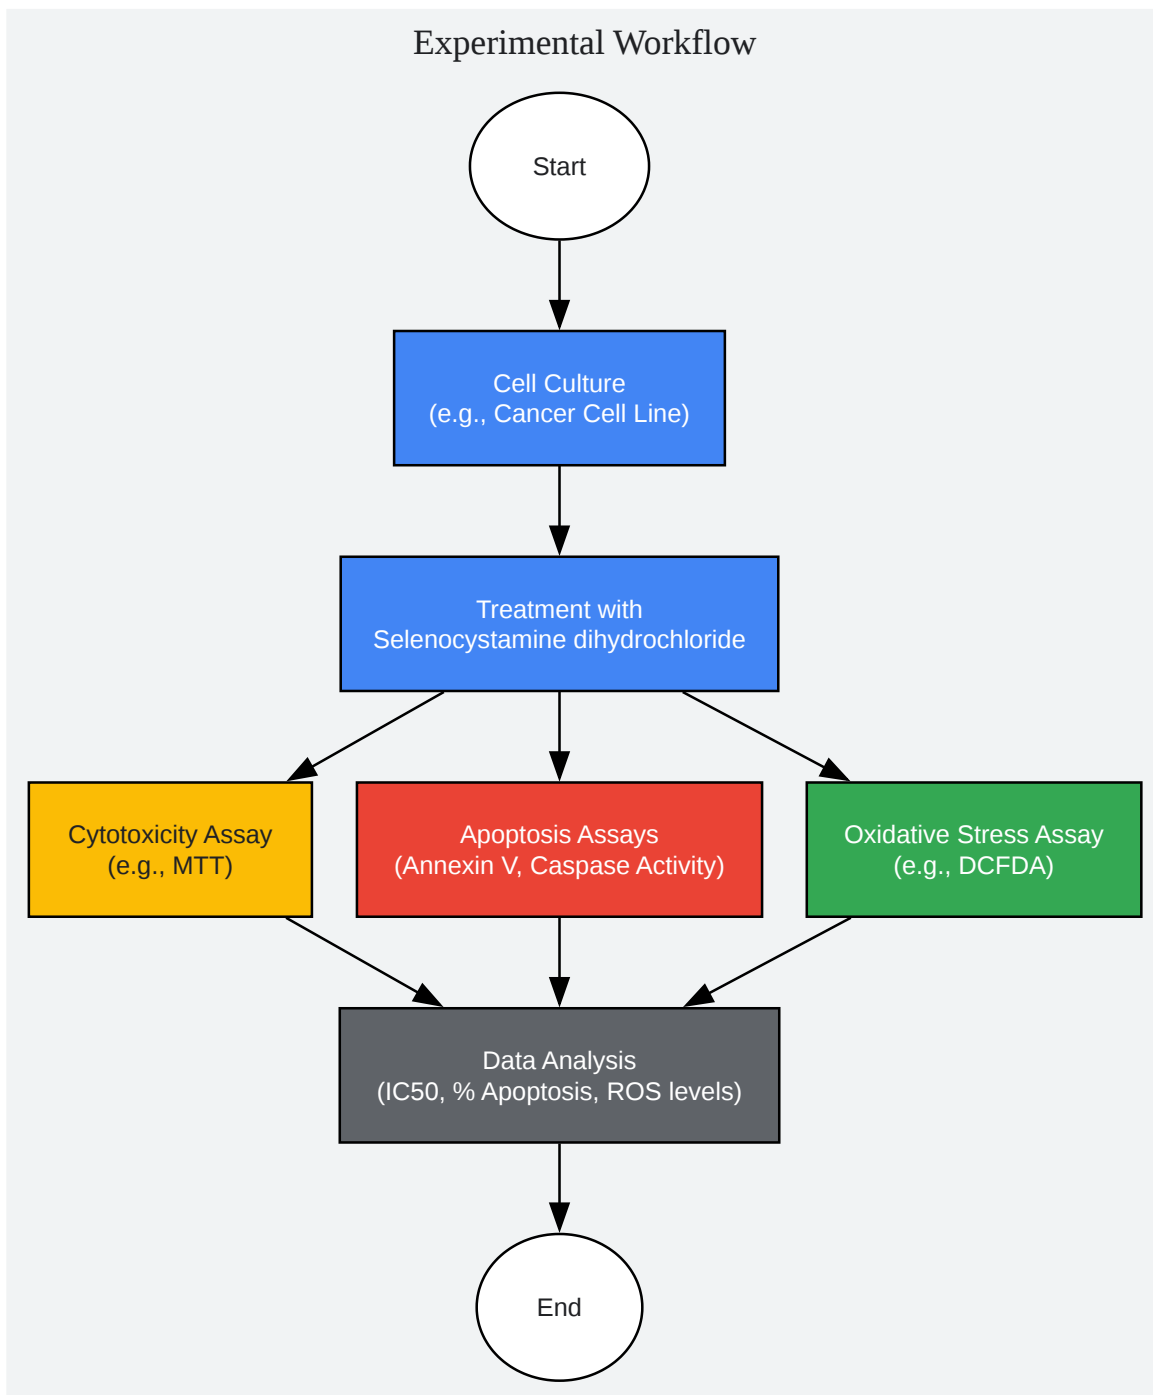 Experimental Workflow
Start
Cell Culture
(e.g., Cancer Cell Line)
Treatment with
Selenocystamine dihydrochloride
Cytotoxicity Assay
(e.g., MTT)
Apoptosis Assays
(Annexin V, Caspase Activity)
Oxidative Stress Assay
(e.g., DCFDA)
Data Analysis
(IC50, % Apoptosis, ROS levels)
End